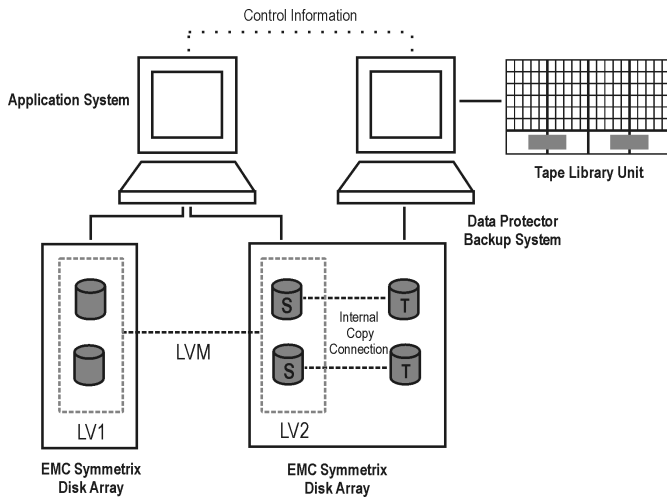 Control Information
Application System
Tape Library Unit
Data Protector
Backup System
S
T
Internal
Copy
Connection
LVM
S
T
LV1
LV2
EMC Symmetrix
Disk Array
EMC Symmetrix
Disk Array